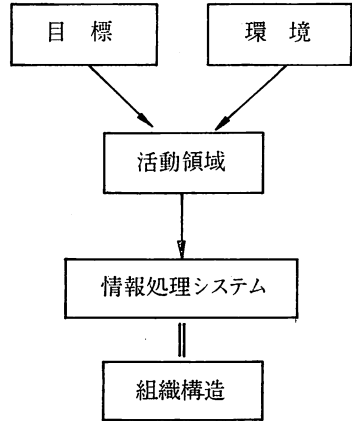 目標
環境
活動領域
情報処理システム
組織構造